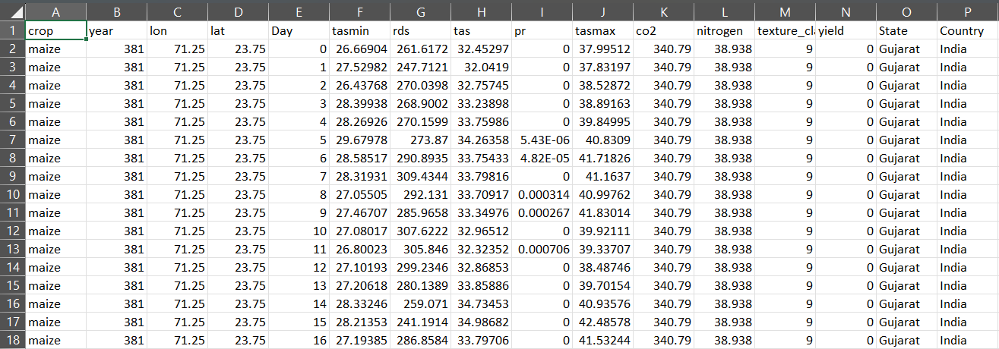 A B C D E F G H I J K L M N O P
1 crop year lon lat Day tasmin rds tas pr tasmax co2 nitrogen texture_cl yield State Country
2 maize 381 71.25 23.75 0 26.66904 261.6172 32.45297 0 37.99512 340.79 38.938 9 0 Gujarat India
3 maize 381 71.25 23.75 1 27.52982 247.7121 32.0419 0 37.83197 340.79 38.938 9 0 Gujarat India
4 maize 381 71.25 23.75 2 26.43768 270.0398 32.75745 0 38.52872 340.79 38.938 9 0 Gujarat India
5 maize 381 71.25 23.75 3 28.39938 268.9002 33.23898 0 38.89163 340.79 38.938 9 0 Gujarat India
6 maize 381 71.25 23.75 4 28.26926 270.1599 33.75986 0 39.84995 340.79 38.938 9 0 Gujarat India
7 maize 381 71.25 23.75 5 29.67978 273.87 34.26358 5.43E-06 40.8309 340.79 38.938 9 0 Gujarat India
8 maize 381 71.25 23.75 6 28.58517 290.8935 33.75433 4.82E-05 41.71826 340.79 38.938 9 0 Gujarat India
9 maize 381 71.25 23.75 7 28.31931 309.4344 33.79816 0 41.1637 340.79 38.938 9 0 Gujarat India
10 maize 381 71.25 23.75 8 27.05505 292.131 33.70917 0.000314 40.99762 340.79 38.938 9 0 Gujarat India
11 maize 381 71.25 23.75 9 27.46707 285.9658 33.34976 0.000267 41.83014 340.79 38.938 9 0 Gujarat India
12 maize 381 71.25 23.75 10 27.08017 307.6222 32.96512 0 39.92111 340.79 38.938 9 0 Gujarat India
13 maize 381 71.25 23.75 11 26.80023 305.846 32.32352 0.000706 39.33707 340.79 38.938 9 0 Gujarat India
14 maize 381 71.25 23.75 12 27.10193 299.2346 32.86853 0 38.48746 340.79 38.938 9 0 Gujarat India
15 maize 381 71.25 23.75 13 27.20618 280.1389 33.85886 0 39.70154 340.79 38.938 9 0 Gujarat India
16 maize 381 71.25 23.75 14 28.33246 259.071 34.73453 0 40.93576 340.79 38.938 9 0 Gujarat India
17 maize 381 71.25 23.75 15 28.21353 241.1914 34.98682 0 42.48578 340.79 38.938 9 0 Gujarat India
18 maize 381 71.25 23.75 16 27.19385 286.8584 33.79706 0 41.53244 340.79 38.938 9 0 Gujarat India